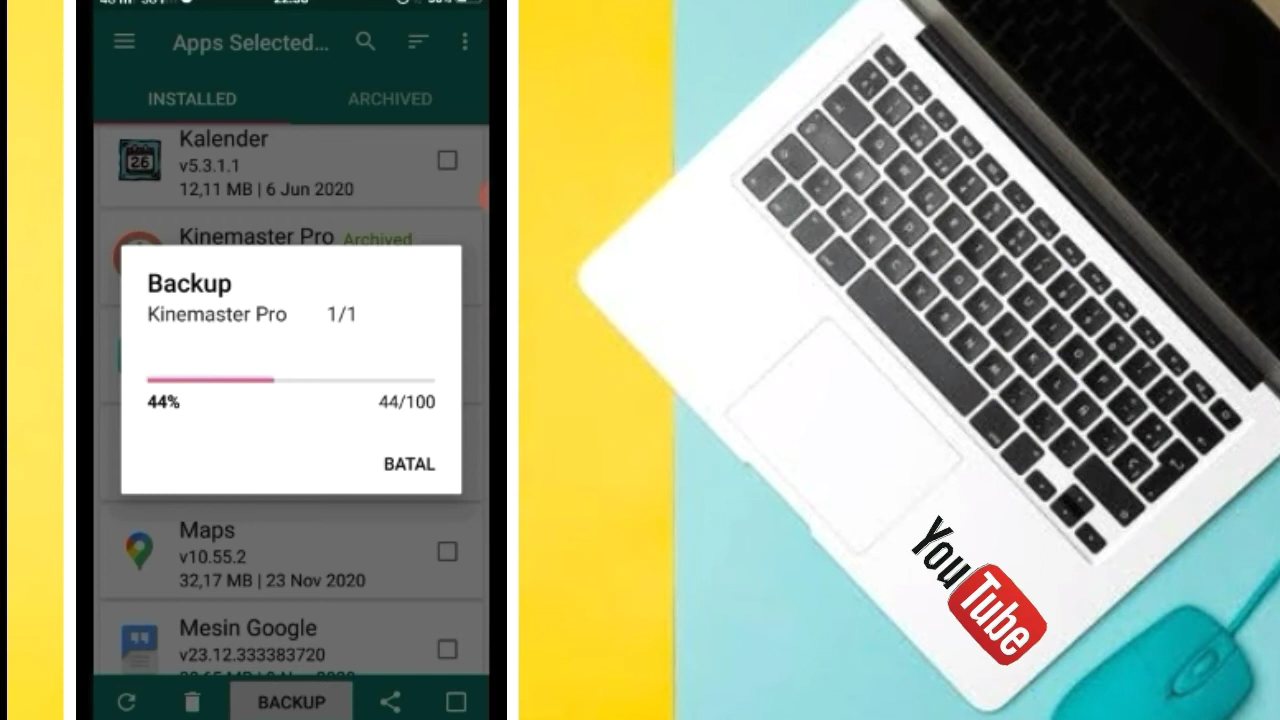 Apps Selected...
INSTALLED
ARCHIVED
Kalender
v5.3.1.1
12,11 MB | 6 Jun 2020
Kinemaster Pro Archived
Backup
Kinemaster Pro 1/1
44% 44/100
BATAL
Maps
v10.55.2
32,17 MB | 23 Nov 2020
Mesin Google
v23.12.333383720
BACKUP
YouTube